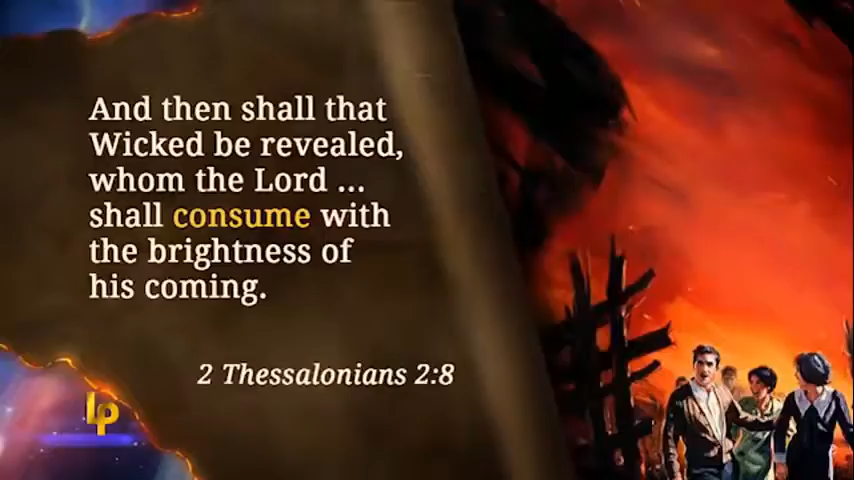 And then shall that
Wicked be revealed,
whom the Lord ...
shall consume with
the brightness of
his coming.
2 Thessalonians 2:8
LP